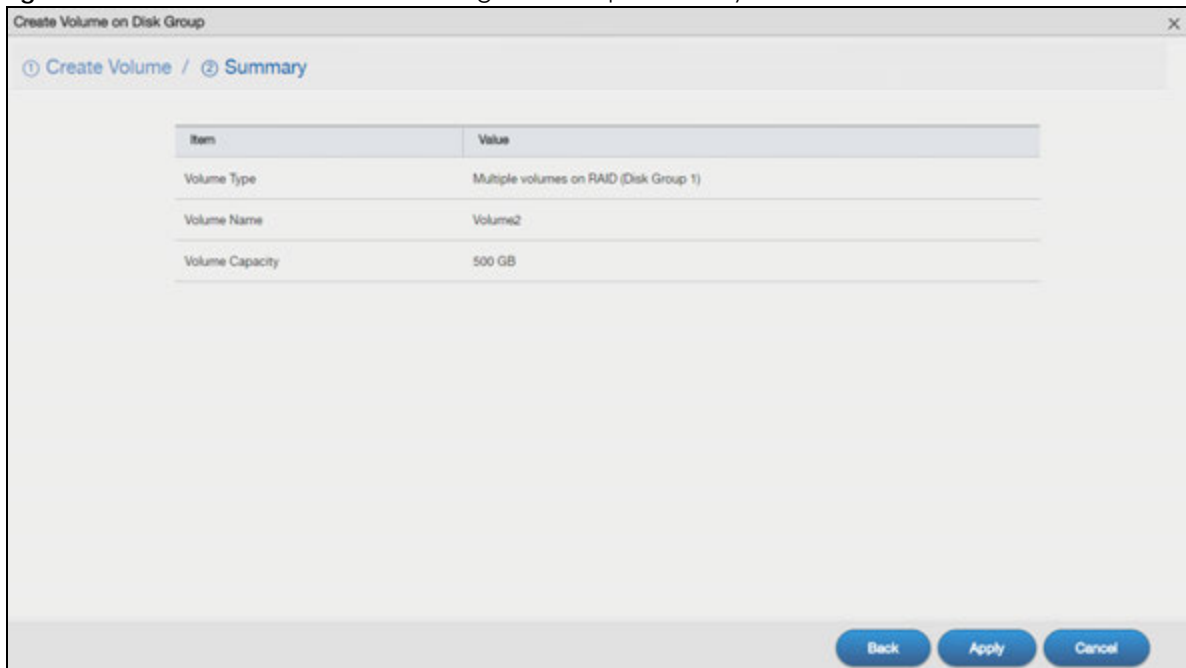 Create Volume on Disk Group
① Create Volume / ② Summary
Item Value
Volume Type Multiple volumes on RAID (Disk Group 1)
Volume Name Volume2
Volume Capacity 500 GB
Back Apply Cancel